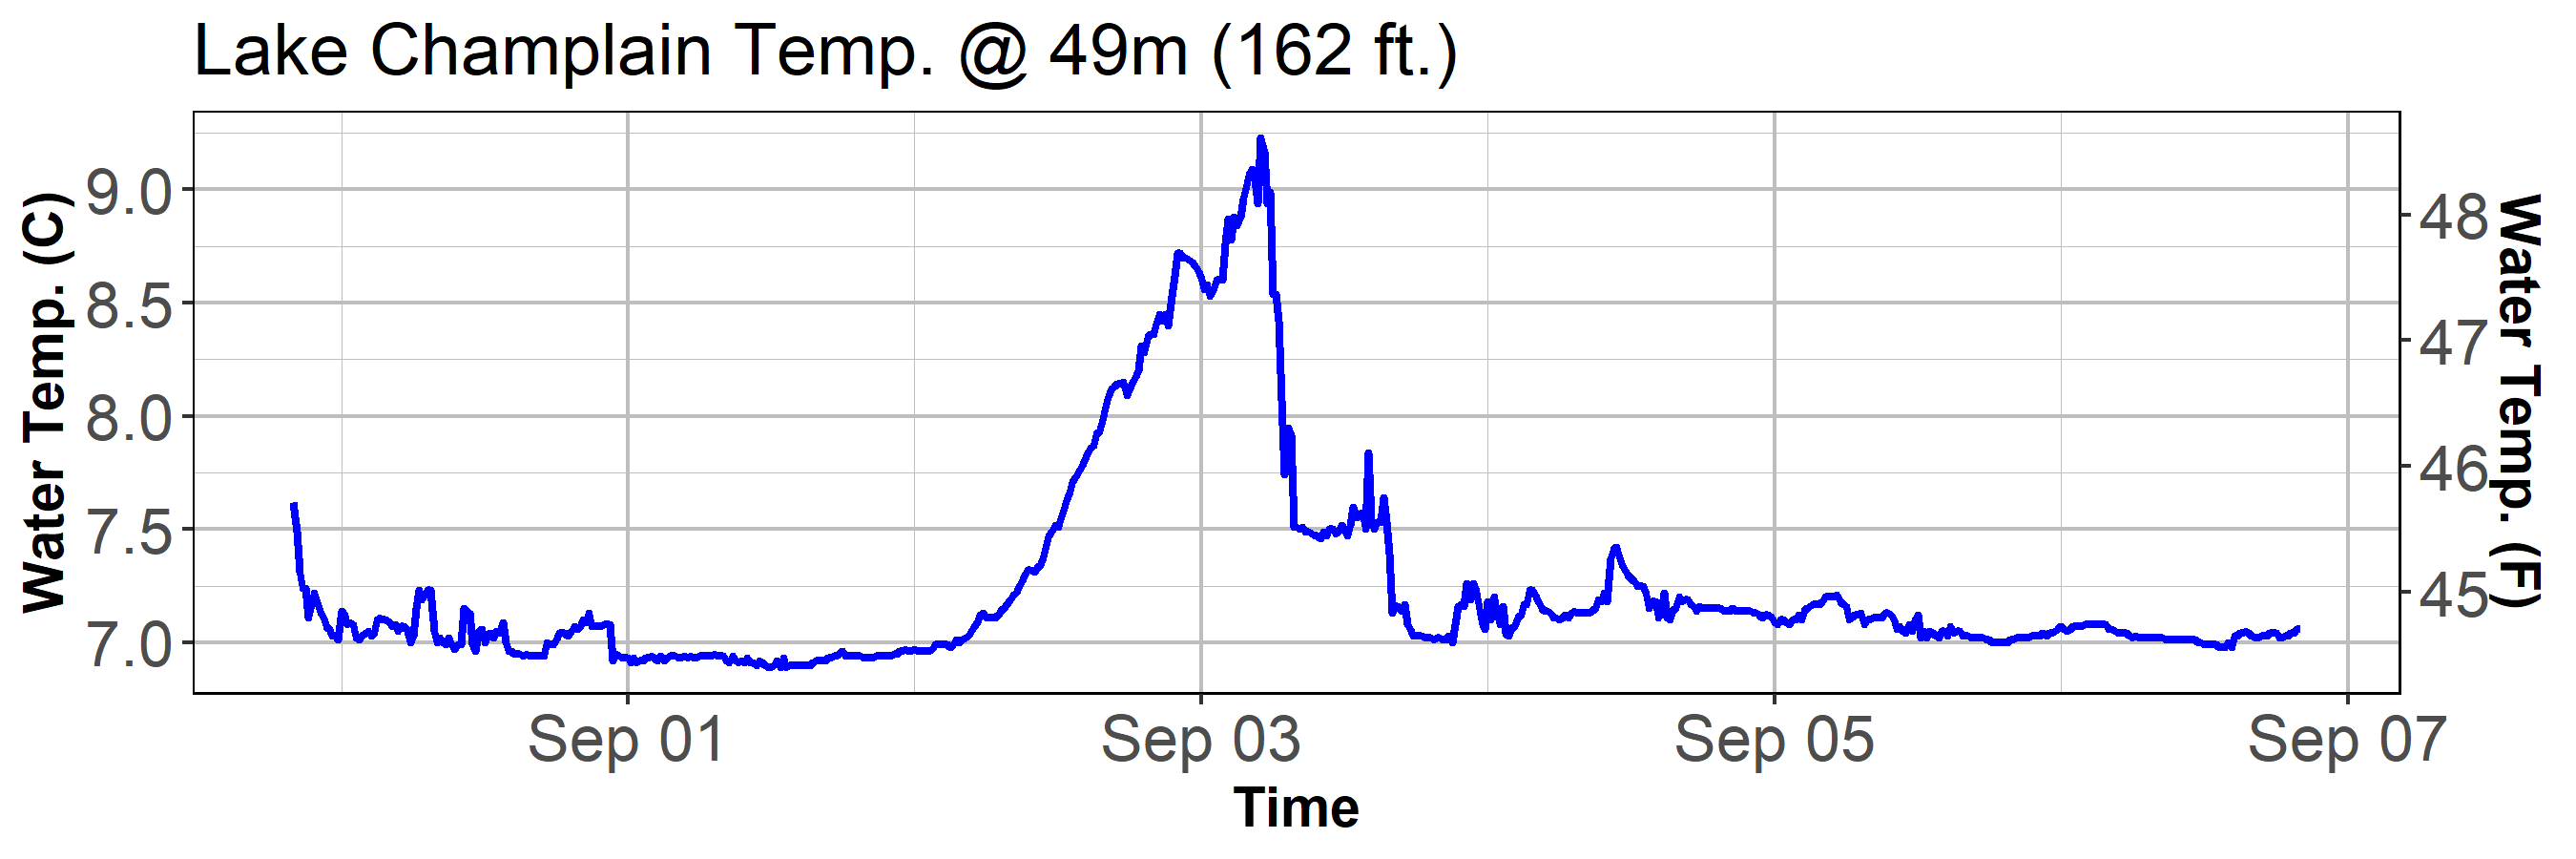 Lake Champlain Temp. @ 49m (162 ft.)
Water Temp. (C)
9.0
8.5
8.0
7.5
7.0
48
47
46
45
Water Temp. (F)
Sep 01 Sep 03 Sep 05 Sep 07
Time